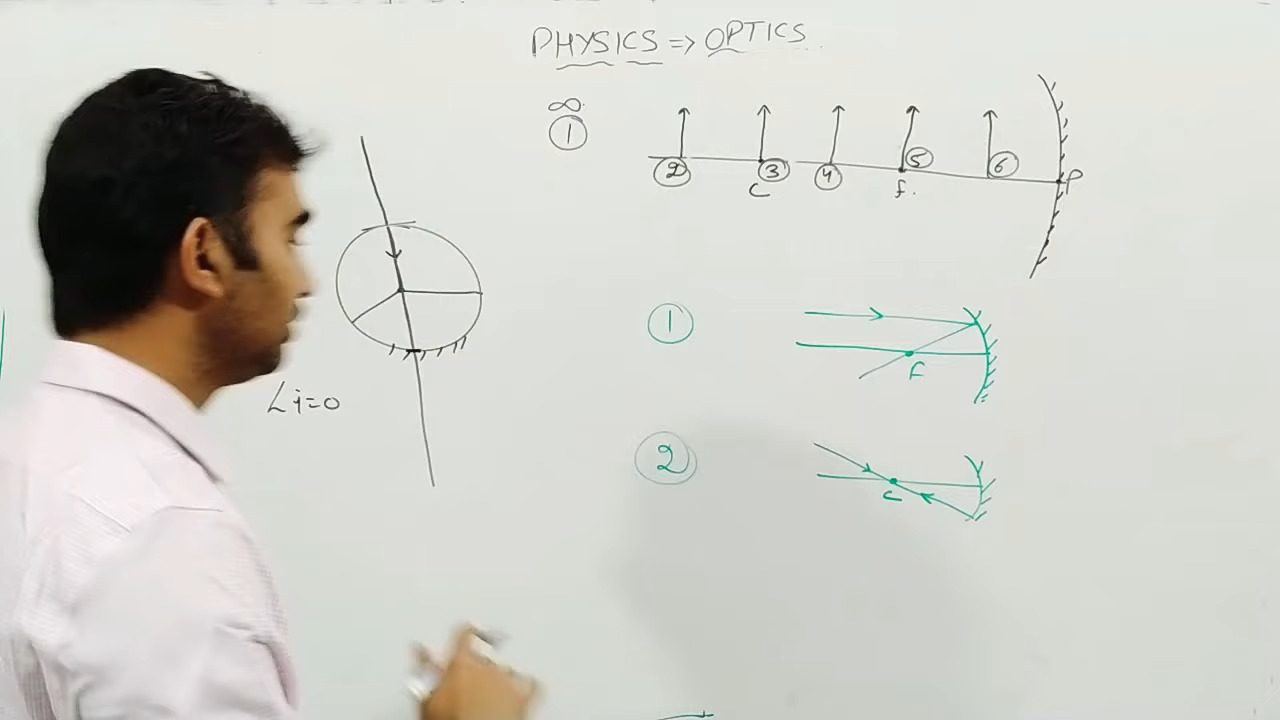 PHYSICS ⇒ OPTICS
∞
① ② ③ ④ ⑤ ⑥ P
C f.
①
F
∠i=0
②
C